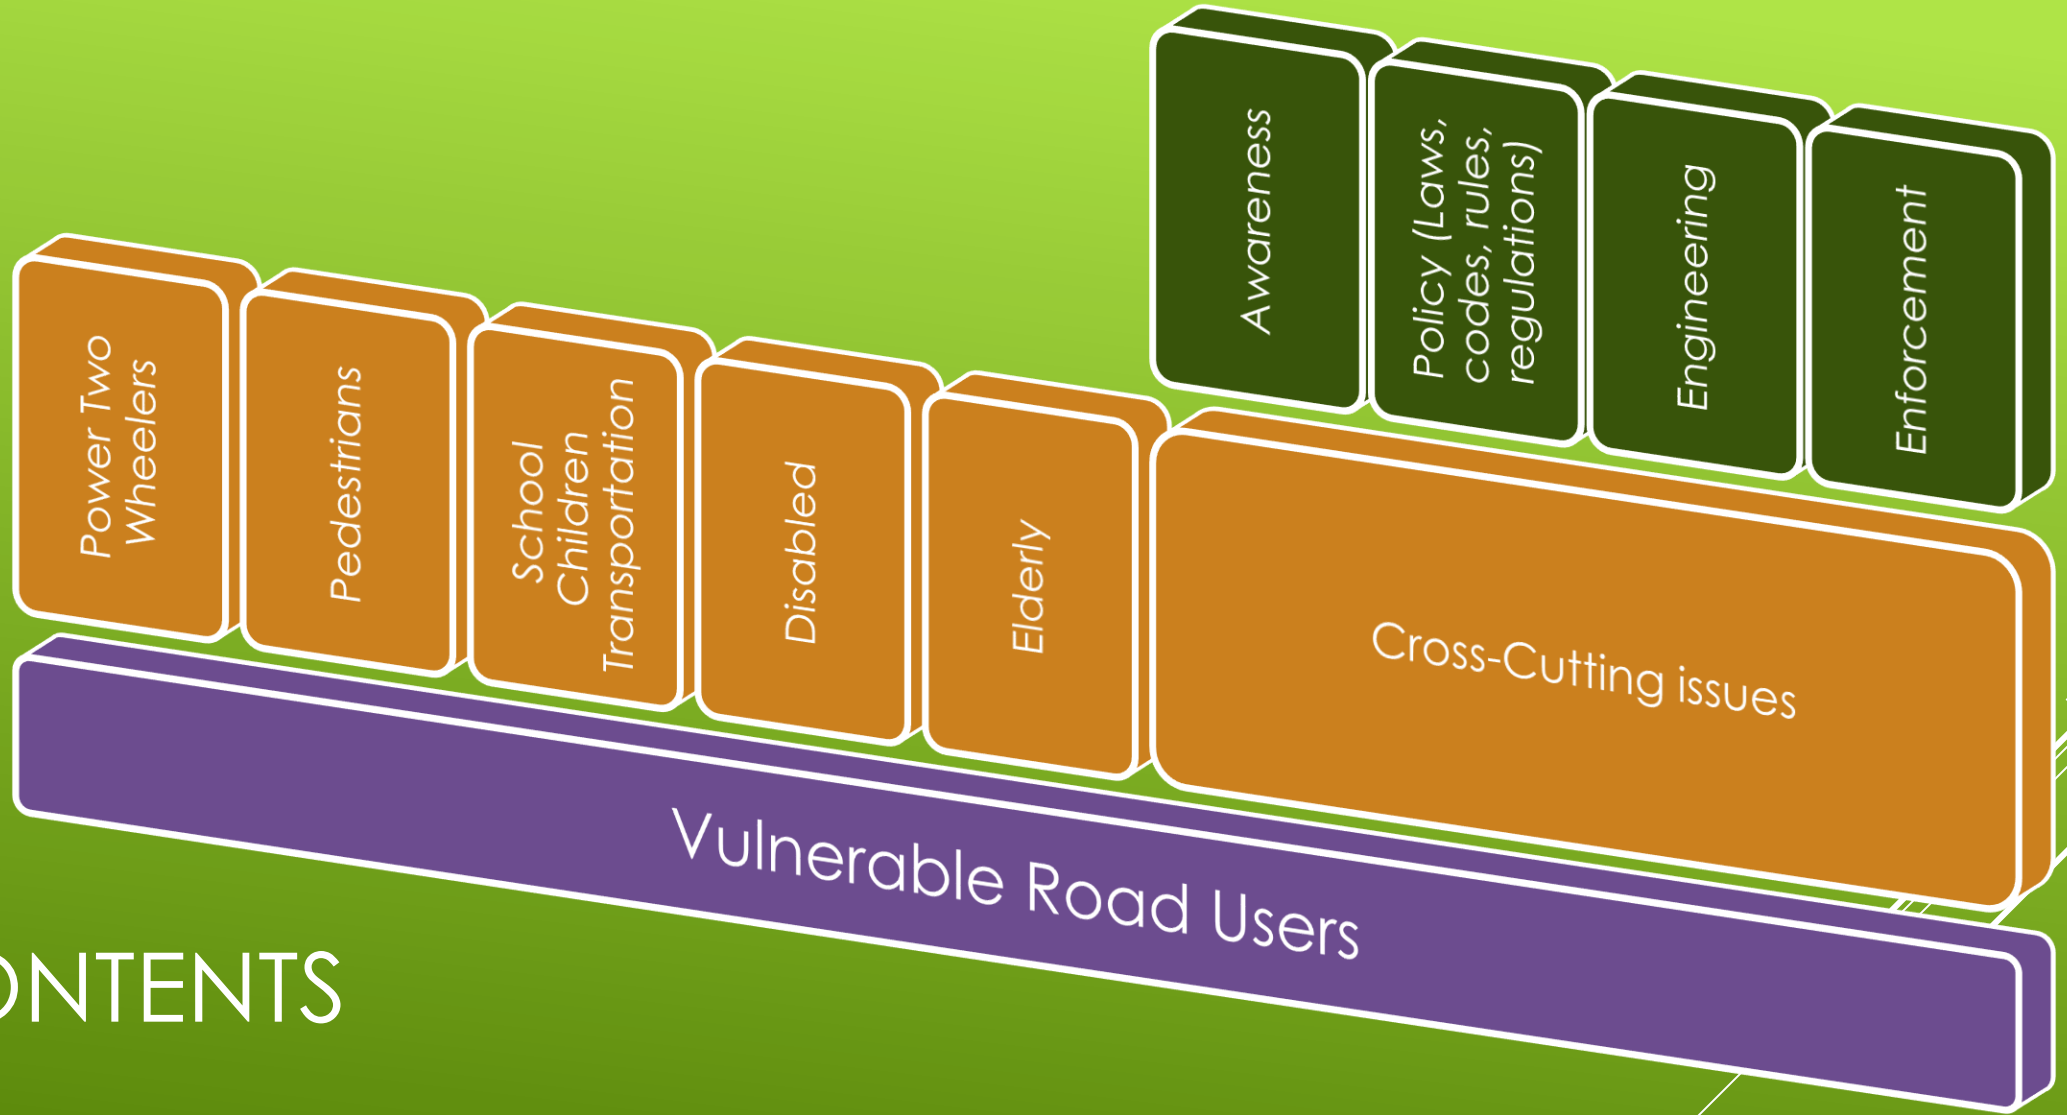 Awareness
Policy (Laws,
codes, rules,
regulations)
Engineering
Enforcement
Power Two
Wheelers
Pedestrians
School
Children
Transportation
Disabled
Elderly
Cross-Cutting issues
Vulnerable Road Users
ONTENTS